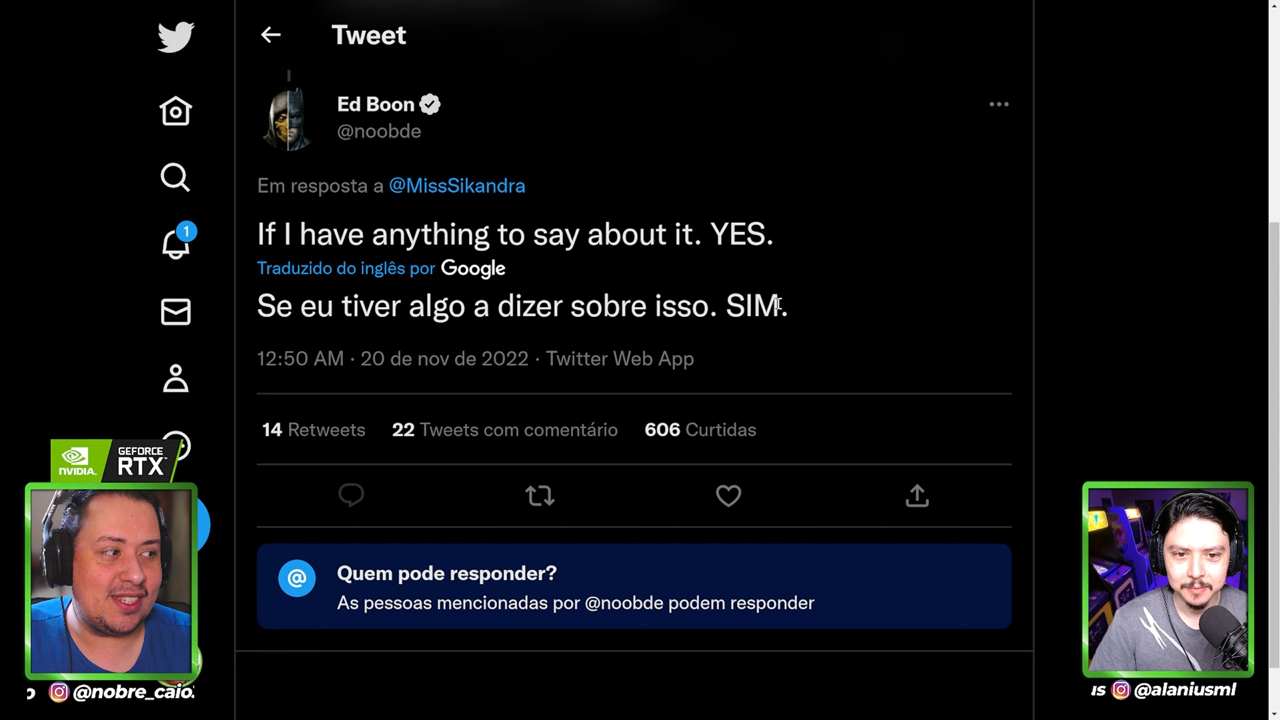 Tweet
Ed Boon
@noobde
Em resposta a @MissSikandra
If I have anything to say about it. YES.
Traduzido do inglês por Google
Se eu tiver algo a dizer sobre isso. SIM.
12:50 AM · 20 de nov de 2022 · Twitter Web App
14 Retweets 22 Tweets com comentário 606 Curtidas
Quem pode responder?
As pessoas mencionadas por @noobde podem responder
1
NVIDIA. GEFORCE RTX
@nobre_caio
@alaniusml